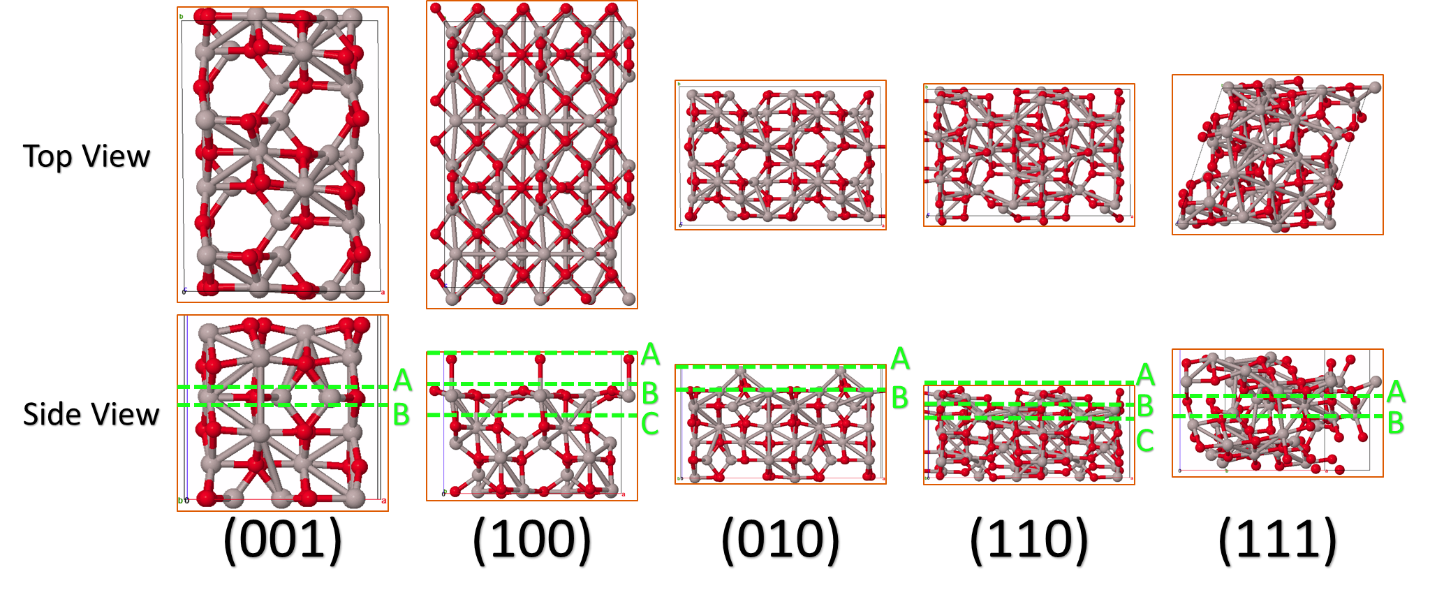 Top View
Side View
A
B
A
B
C
A
B
A
B
C
A
B
(001)
(100)
(010)
(110)
(111)